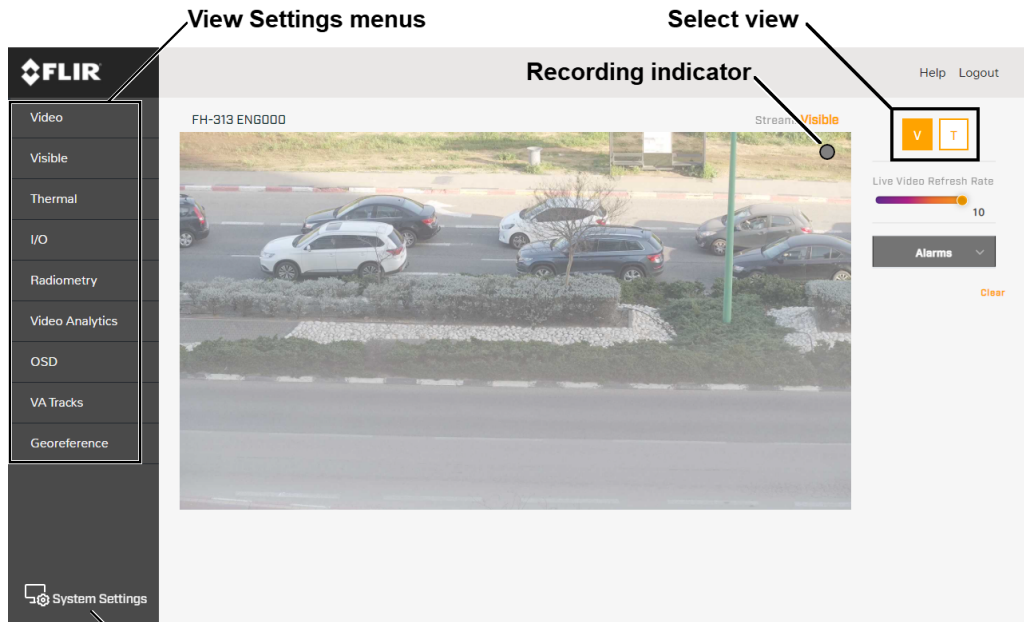 View Settings menus
Select view
Recording indicator
FLIR
Help Logout
Video
Visible
Thermal
I/O
Radiometry
Video Analytics
OSD
VA Tracks
Georeference
System Settings
FH-313 ENG000
Stream: Visible
V T
Live Video Refresh Rate
10
Alarms
Clear